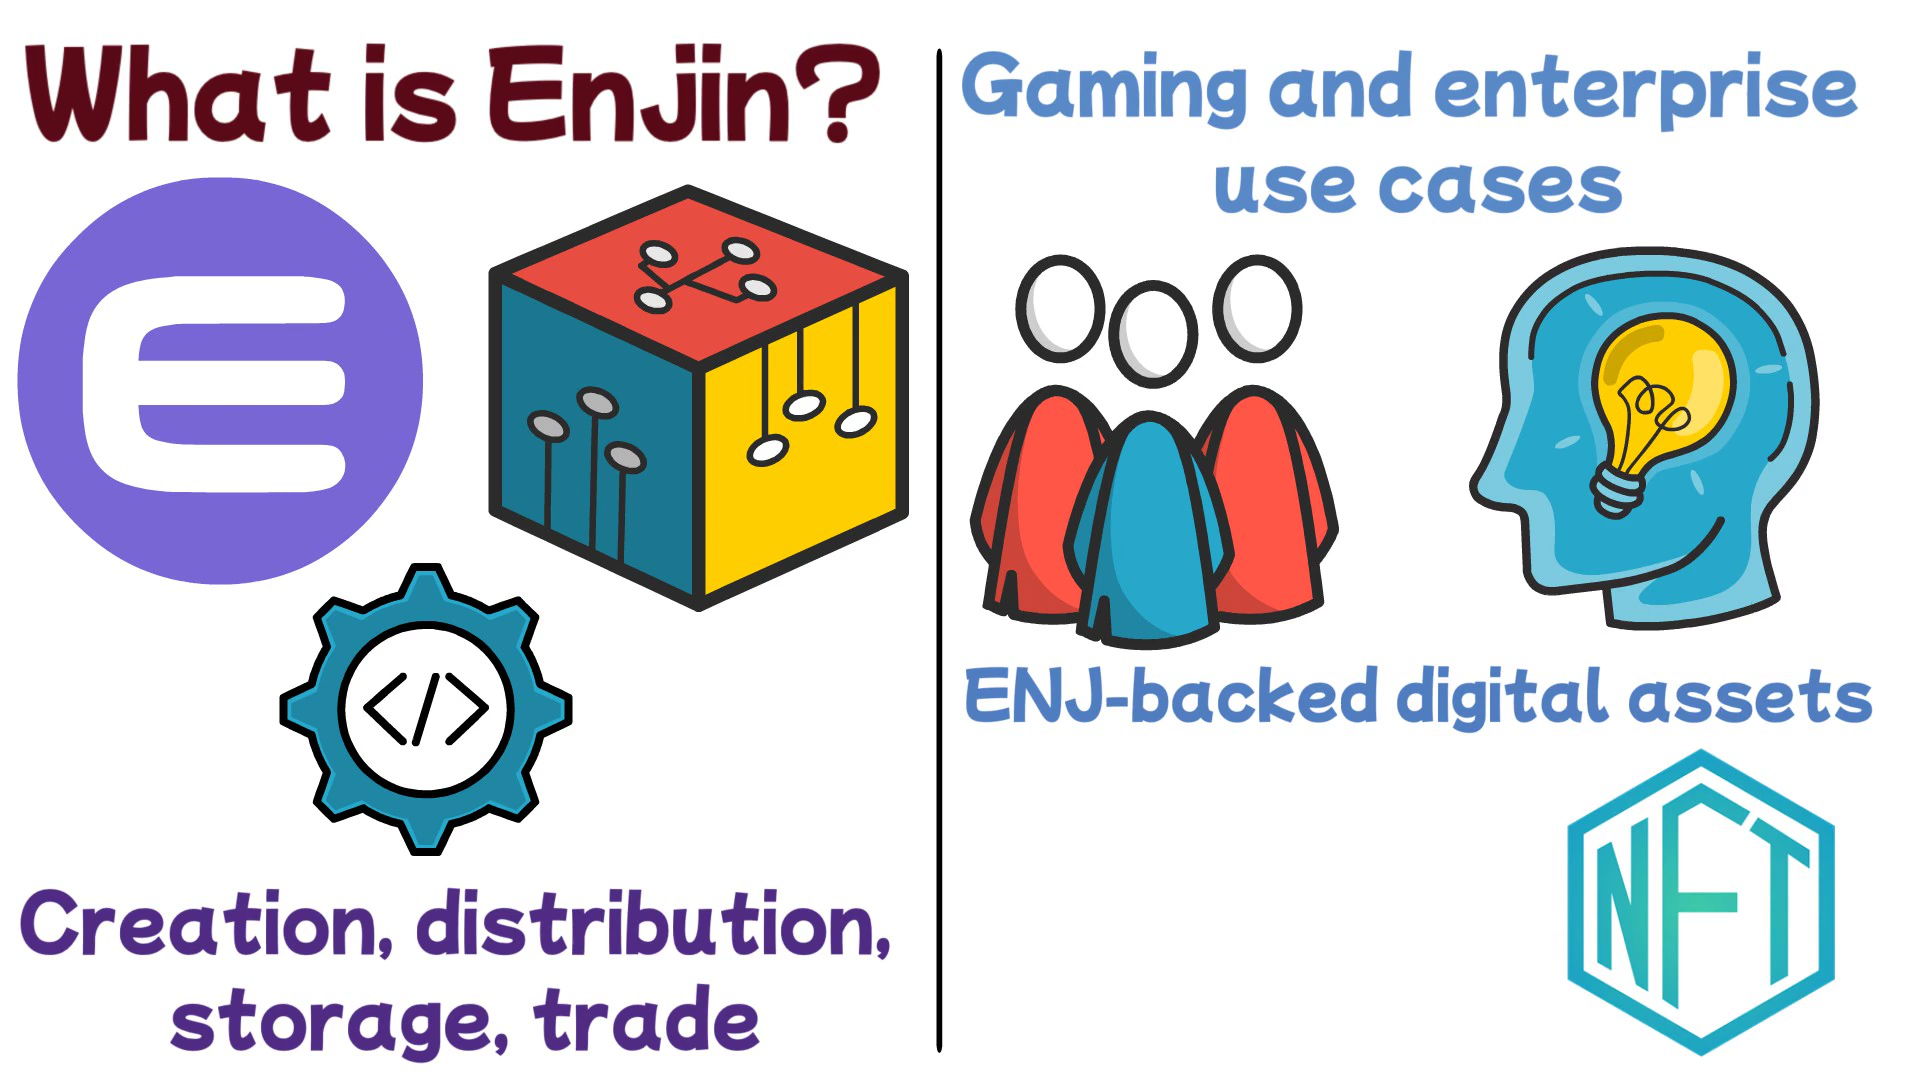 What is Enjin?
</>
Creation, distribution,
storage, trade
Gaming and enterprise
use cases
ENJ-backed digital assets
NFT